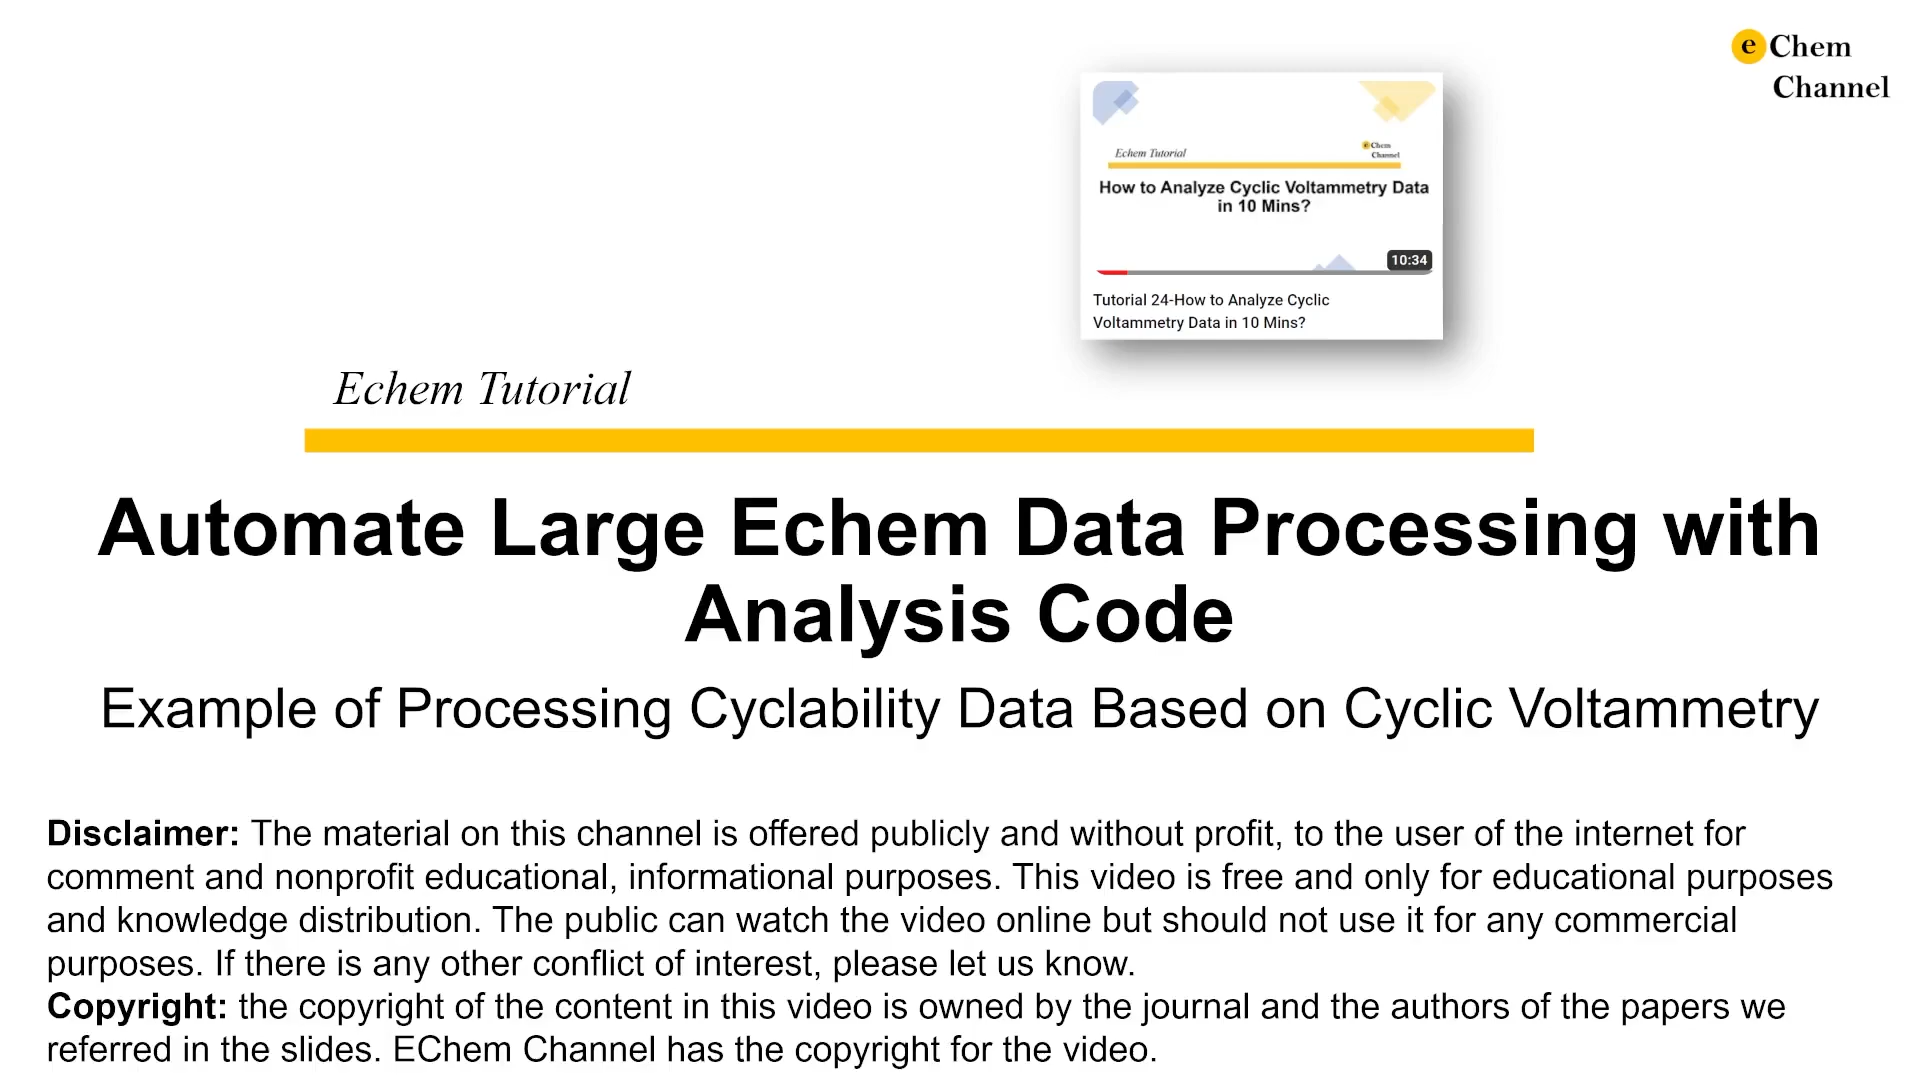 e Chem
Channel
Echem Tutorial
e Chem
Channel
How to Analyze Cyclic Voltammetry Data
in 10 Mins?
10:34
Tutorial 24-How to Analyze Cyclic
Voltammetry Data in 10 Mins?
Echem Tutorial
Automate Large Echem Data Processing with
Analysis Code
Example of Processing Cyclability Data Based on Cyclic Voltammetry
Disclaimer: The material on this channel is offered publicly and without profit, to the user of the internet for
comment and nonprofit educational, informational purposes. This video is free and only for educational purposes
and knowledge distribution. The public can watch the video online but should not use it for any commercial
purposes. If there is any other conflict of interest, please let us know.
Copyright: the copyright of the content in this video is owned by the journal and the authors of the papers we
referred in the slides. EChem Channel has the copyright for the video.